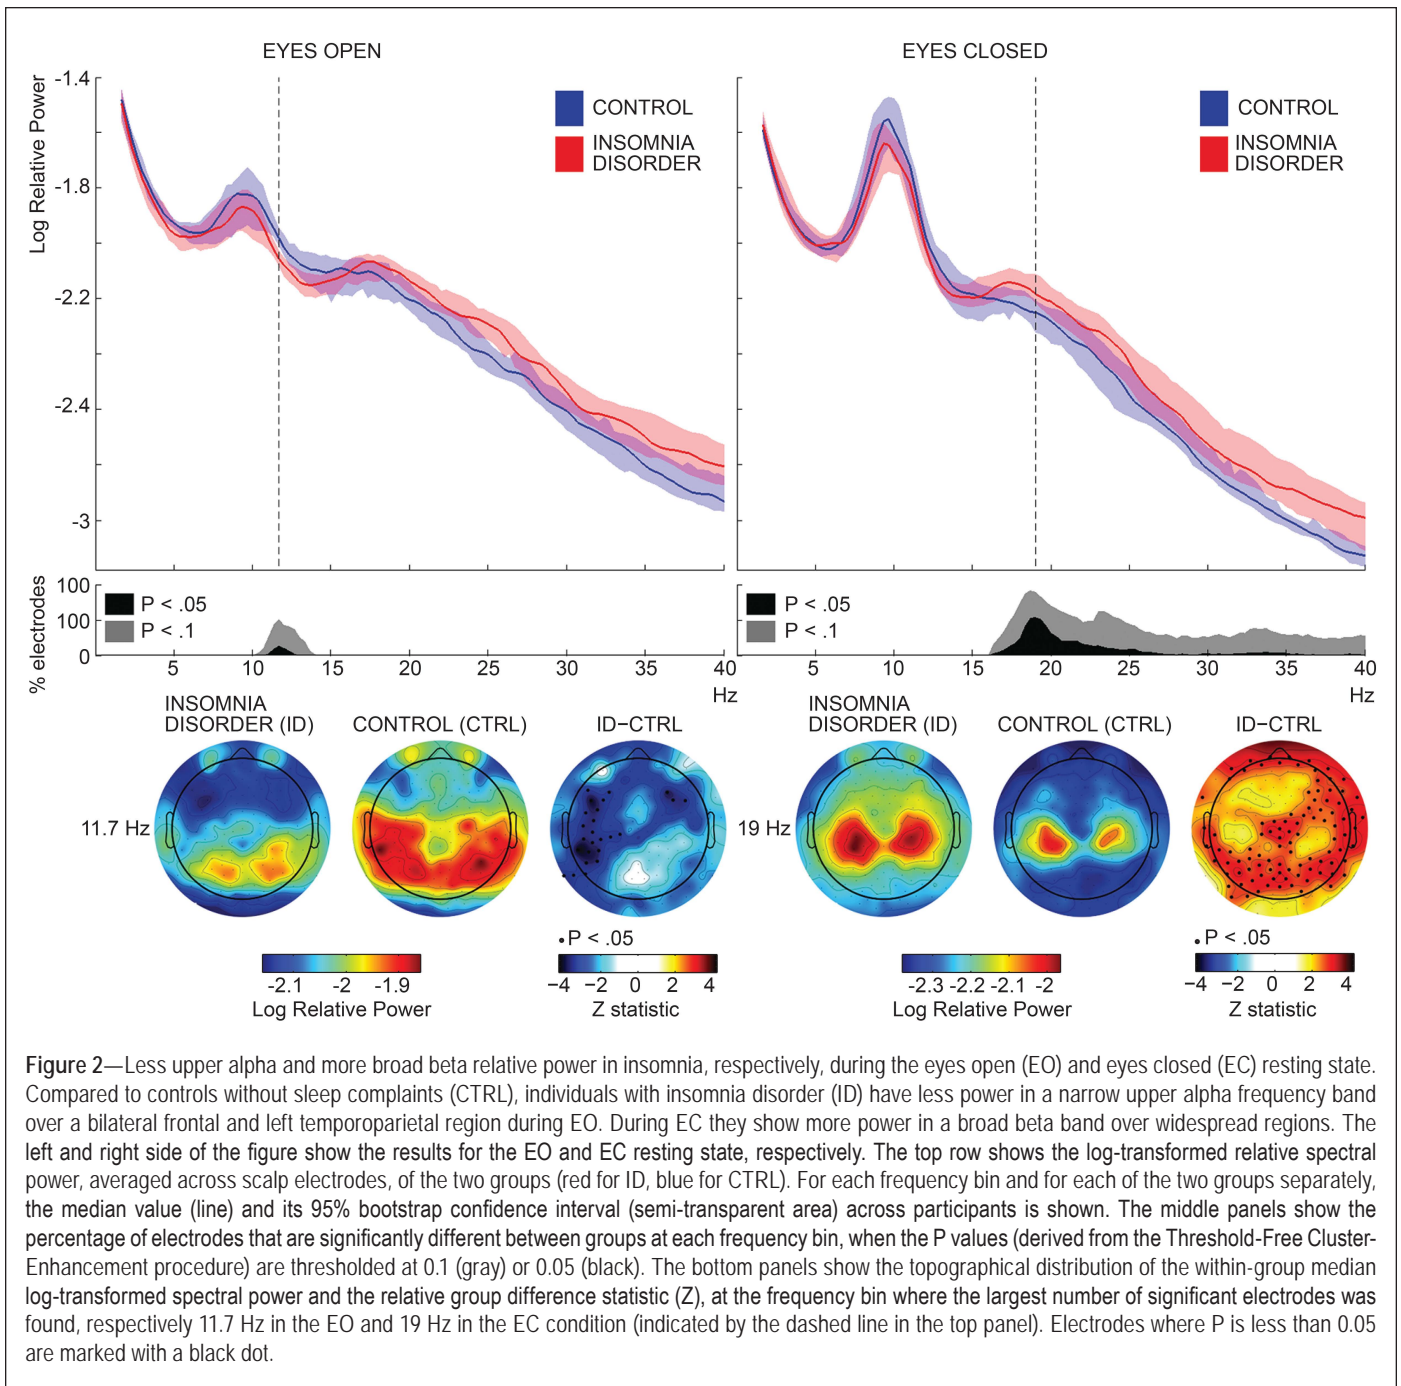 EYES OPEN
EYES CLOSED
Log Relative Power
-1.4
-1.8
-2.2
-2.4
-3
CONTROL
INSOMNIA
DISORDER
CONTROL
INSOMNIA
DISORDER
% electrodes
100
100
0
P < .05
P < .1
5 10 15 20 25 30 35 40
Hz
P < .05
P < .1
5 10 15 20 25 30 35 40
Hz
INSOMNIA
DISORDER (ID)
CONTROL (CTRL)
ID−CTRL
INSOMNIA
DISORDER (ID)
CONTROL (CTRL)
ID−CTRL
11.7 Hz
19 Hz
-2.1 -2 -1.9
Log Relative Power
P < .05
−4 −2 0 2 4
Z statistic
-2.3 -2.2 -2.1 -2
Log Relative Power
P < .05
−4 −2 0 2 4
Z statistic
Figure 2—Less upper alpha and more broad beta relative power in insomnia, respectively, during the eyes open (EO) and eyes closed (EC) resting state.
Compared to controls without sleep complaints (CTRL), individuals with insomnia disorder (ID) have less power in a narrow upper alpha frequency band
over a bilateral frontal and left temporoparietal region during EO. During EC they show more power in a broad beta band over widespread regions. The
left and right side of the figure show the results for the EO and EC resting state, respectively. The top row shows the log-transformed relative spectral
power, averaged across scalp electrodes, of the two groups (red for ID, blue for CTRL). For each frequency bin and for each of the two groups separately,
the median value (line) and its 95% bootstrap confidence interval (semi-transparent area) across participants is shown. The middle panels show the
percentage of electrodes that are significantly different between groups at each frequency bin, when the P values (derived from the Threshold-Free Cluster-
Enhancement procedure) are thresholded at 0.1 (gray) or 0.05 (black). The bottom panels show the topographical distribution of the within-group median
log-transformed spectral power and the relative group difference statistic (Z), at the frequency bin where the largest number of significant electrodes was
found, respectively 11.7 Hz in the EO and 19 Hz in the EC condition (indicated by the dashed line in the top panel). Electrodes where P is less than 0.05
are marked with a black dot.